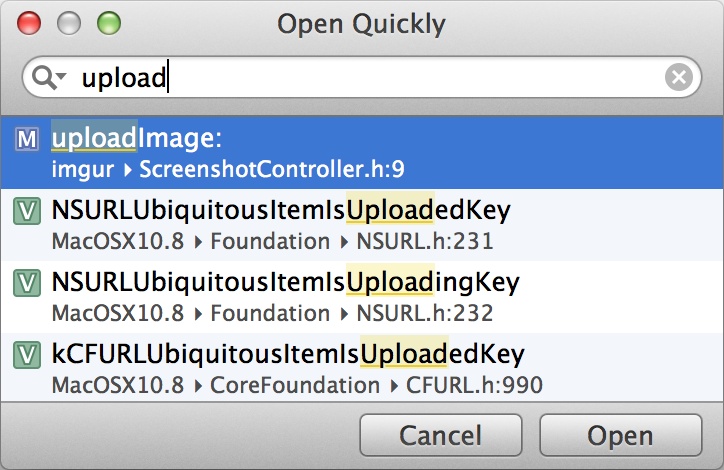 Open Quickly
upload
M uploadImage:
imgur ▸ ScreenshotController.h:9
V NSURLUbiquitousItemIsUploadedKey
MacOSX10.8 ▸ Foundation ▸ NSURL.h:231
V NSURLUbiquitousItemIsUploadingKey
MacOSX10.8 ▸ Foundation ▸ NSURL.h:232
V kCFURLUbiquitousItemIsUploadedKey
MacOSX10.8 ▸ CoreFoundation ▸ CFURL.h:990
Cancel Open